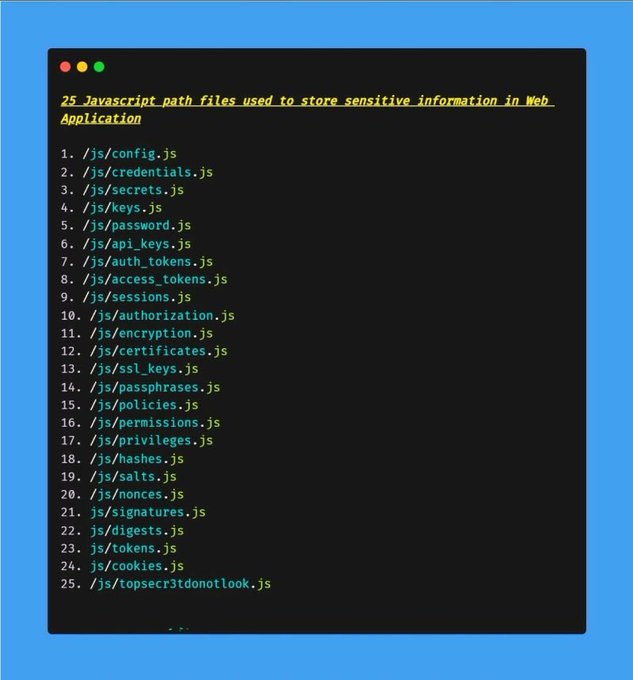 25 Javascript path files used to store sensitive information in Web
Application
1. /js/config.js
2. /js/credentials.js
3. /js/secrets.js
4. /js/keys.js
5. /js/password.js
6. /js/api_keys.js
7. /js/auth_tokens.js
8. /js/access_tokens.js
9. /js/sessions.js
10. /js/authorization.js
11. /js/encryption.js
12. /js/certificates.js
13. /js/ssl_keys.js
14. /js/passphrases.js
15. /js/policies.js
16. /js/permissions.js
17. /js/privileges.js
18. /js/hashes.js
19. /js/salts.js
20. /js/nonces.js
21. js/signatures.js
22. js/digests.js
23. js/tokens.js
24. js/cookies.js
25. /js/topsecr3tdonotlook.js